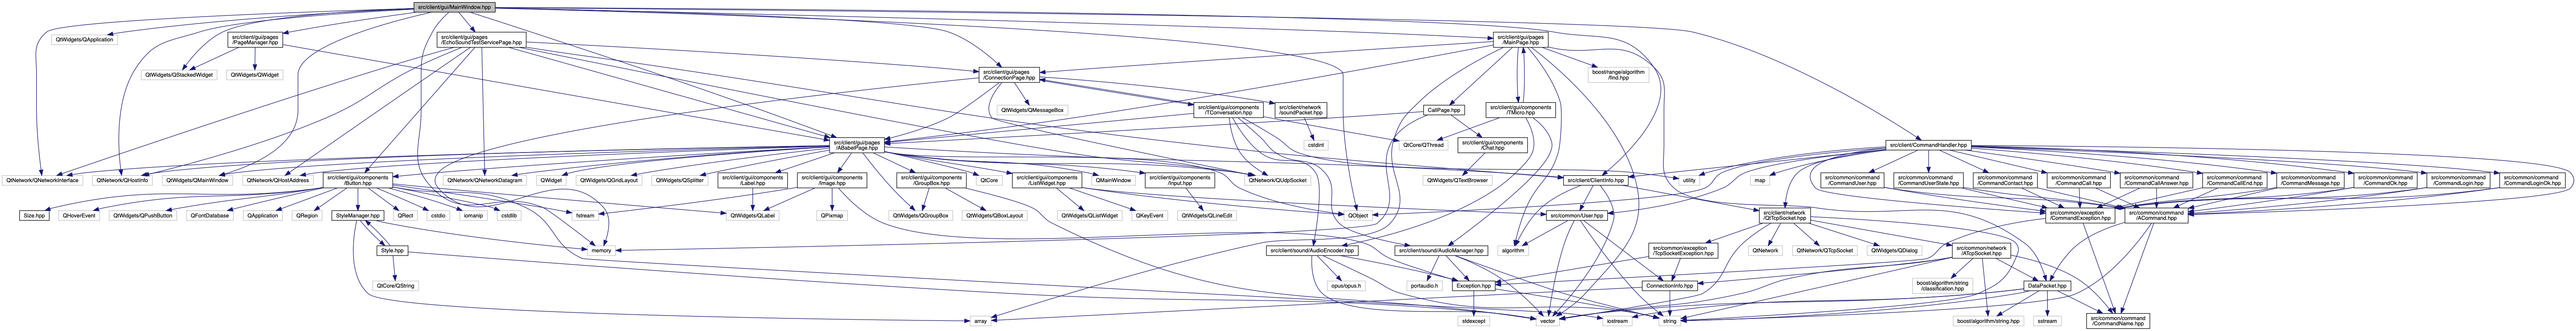 src/client/gui/MainWindow.hpp
QtWidgets/QApplication
src/client/gui/pages
/PageManager.hpp
src/client/gui/pages
/EchoSoundTestServicePage.hpp
src/client/gui/pages
/MainPage.hpp
QtWidgets/QStackedWidget
QtWidgets/QWidget
src/client/gui/pages
/ConnectionPage.hpp
boost/range/algorithm
/find.hpp
QtWidgets/QMessageBox
src/client/gui/components
/TConversation.hpp
src/client/network
/soundPacket.hpp
CallPage.hpp
src/client/gui/components
/TMicro.hpp
src/client/gui/pages
/ABabelPage.hpp
cstdint
QtCore/QThread
src/client/gui/components
/Chat.hpp
src/client/CommandHandler.hpp
QtNetwork/QNetworkInterface
QtNetwork/QHostInfo
QtWidgets/QMainWindow
QtNetwork/QHostAddress
src/client/gui/components
/Button.hpp
QtNetwork/QNetworkDatagram
QWidget
QtWidgets/QGridLayout
QtWidgets/QSplitter
src/client/gui/components
/Label.hpp
src/client/gui/components
/Image.hpp
src/client/gui/components
/GroupBox.hpp
QtCore
src/client/gui/components
/ListWidget.hpp
QMainWindow
src/client/gui/components
/Input.hpp
QtNetwork/QUdpSocket
QtWidgets/QTextBrowser
src/client/ClientInfo.hpp
utility
map
src/common/command
/CommandUser.hpp
src/common/command
/CommandUserState.hpp
src/common/command
/CommandContact.hpp
src/common/command
/CommandCall.hpp
src/common/command
/CommandCallAnswer.hpp
src/common/command
/CommandCallEnd.hpp
src/common/command
/CommandMessage.hpp
src/common/command
/CommandOk.hpp
src/common/command
/CommandLogin.hpp
src/common/command
/CommandLoginOk.hpp
Size.hpp
QHoverEvent
QtWidgets/QPushButton
QFontDatabase
QApplication
QRegion
StyleManager.hpp
QRect
cstdio
iomanip
cstdlib
fstream
QtWidgets/QLabel
QPixmap
QtWidgets/QGroupBox
QtWidgets/QBoxLayout
QtWidgets/QListWidget
QKeyEvent
QtWidgets/QLineEdit
QObject
src/common/User.hpp
src/client/network
/QtTcpSocket.hpp
src/common/exception
/CommandException.hpp
src/common/command
/ACommand.hpp
Style.hpp
memory
src/client/sound/AudioEncoder.hpp
src/client/sound/AudioManager.hpp
algorithm
src/common/exception
/TcpSocketException.hpp
QtNetwork
QtNetwork/QTcpSocket
QtWidgets/QDialog
src/common/network
/ATcpSocket.hpp
QtCore/QString
opus/opus.h
portaudio.h
Exception.hpp
ConnectionInfo.hpp
boost/algorithm/string
/classification.hpp
DataPacket.hpp
array
stdexcept
vector
iostream
string
boost/algorithm/string.hpp
sstream
src/common/command
/CommandName.hpp